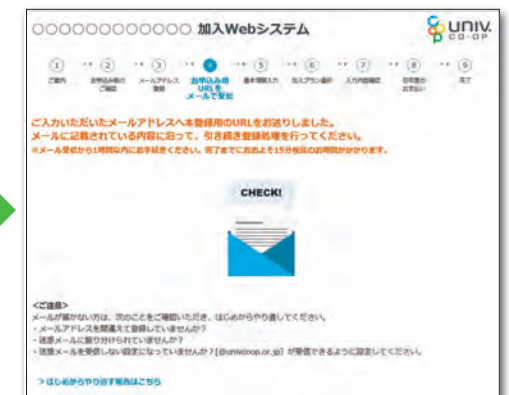 ○○○○○○○○○○○○○ 加入Webシステム
UNIV.
CO-OP
1 2 3 4 5 6 7 8 9
ご案内 お申込み前のご確認 メールアドレス登録 お申込み用URLをメールで受信 基本情報入力 加入プラン選択 入力内容確認 初年度のお支払い 完了
ご入力いただいたメールアドレスへ本登録用のURLをお送りしました。
メールに記載されている内容に沿って、引き続き登録処理を行ってください。
※メール受信から1時間以内にお手続きください。完了までにおおよそ15分程度のお時間がかかります。
CHECK!
<ご注意>
メールが届かない方は、次のことをご確認いただき、はじめからやり直してください。
・メールアドレスを間違えて登録していませんか?
・迷惑メールに振り分けられていませんか?
・迷惑メールを受信しない設定になっていませんか?[@univcoop.or.jp] が受信できるように設定してください。
>はじめからやり直す場合はこちら